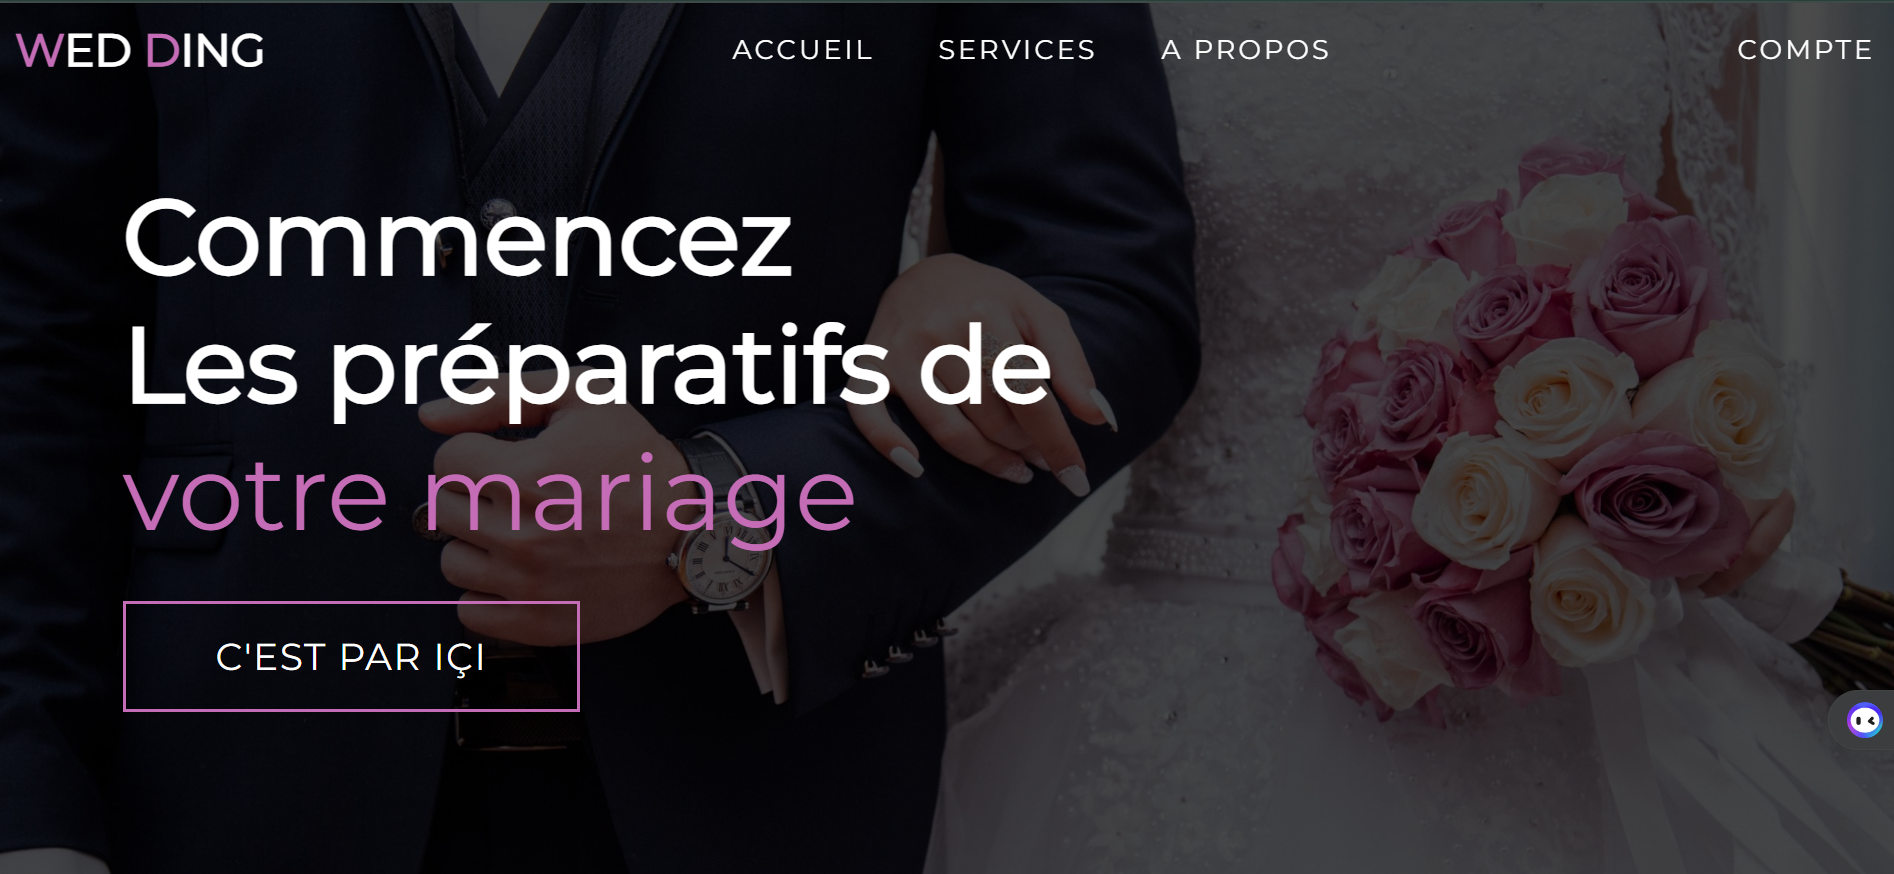 WED DING
ACCUEIL
SERVICES
A PROPOS
COMPTE
Commencez
Les préparatifs de
votre mariage
C'EST PAR IÇI